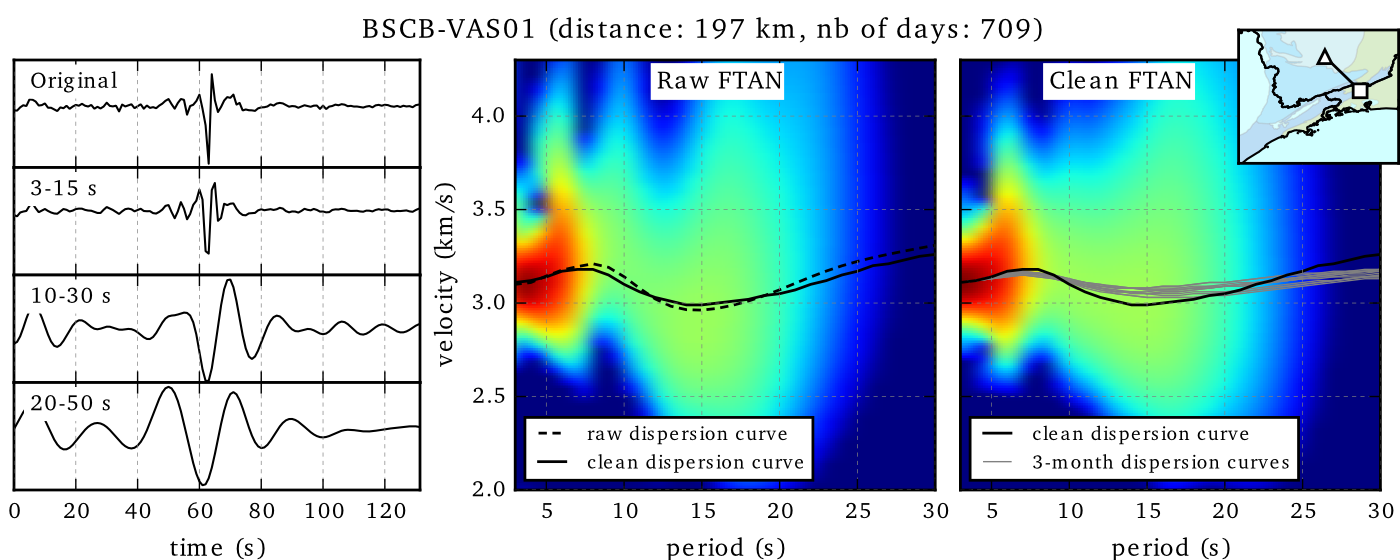 BSCB-VAS01 (distance: 197 km, nb of days: 709)
Original
3-15 s
10-30 s
20-50 s
0 20 40 60 80 100 120
time (s)
Raw FTAN
velocity (km/s)
4.0
3.5
3.0
2.5
2.0
raw dispersion curve
clean dispersion curve
5 10 15 20 25 30
period (s)
Clean FTAN
clean dispersion curve
3-month dispersion curves
5 10 15 20 25 30
period (s)